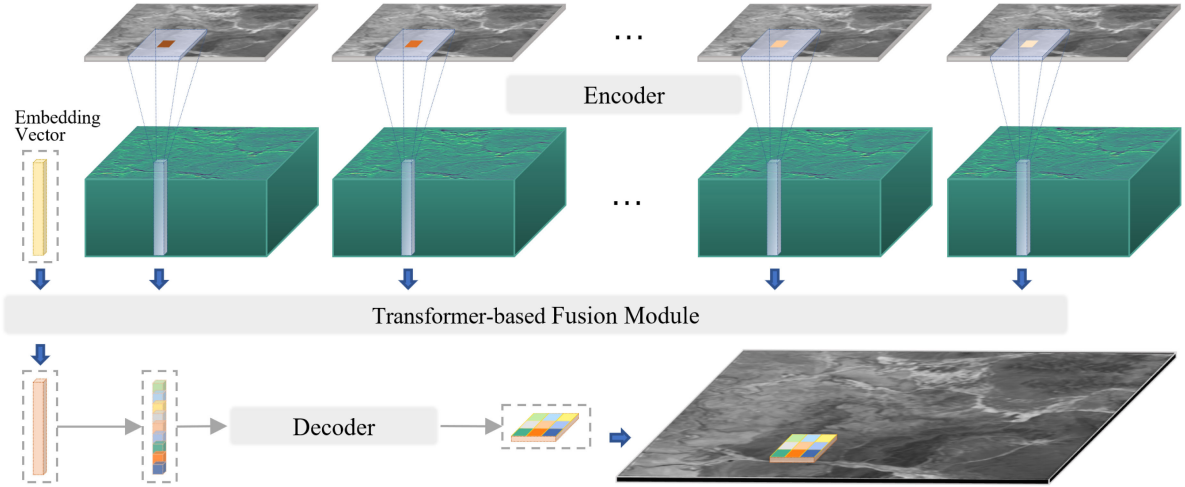 ...
Encoder
Embedding
Vector
...
Transformer-based Fusion Module
Decoder